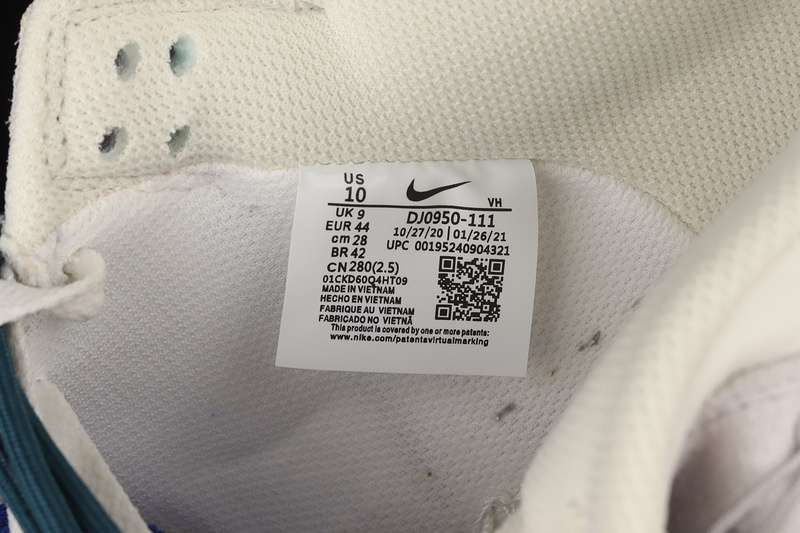 US
10
VH
UK 9
EUR 44
cm 28
BR 42
CN 280(2.5)
DJ0950-111
10/27/20 | 01/26/21
UPC 00195240904321
01CKD60Q4HT09
MADE IN VIETNAM
HECHO EN VIETNAM
FABRIQUE AU VIETNAM
FABRICADO NO VIETNÃ
This product is covered by one or more patents:
www.nike.com/patentsvirtualmarking